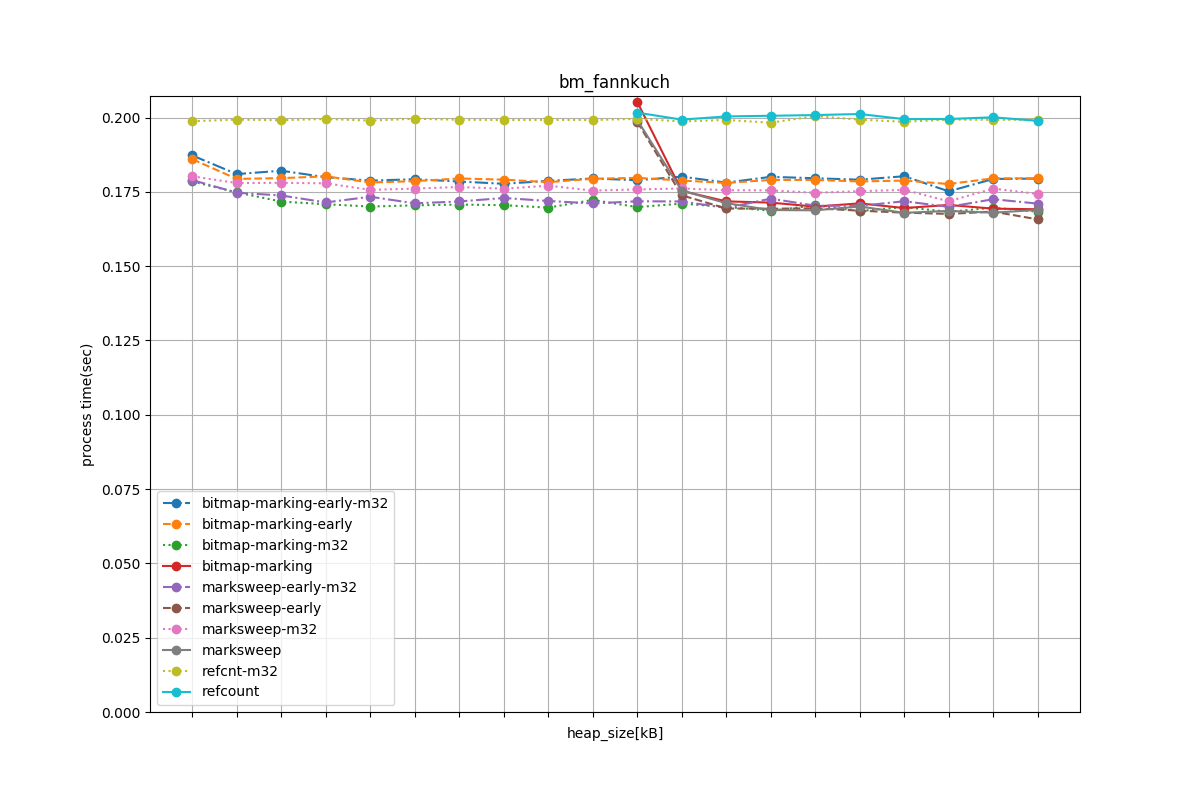 bm_fannkuch
0.200
0.175
0.150
0.125
0.100
0.075
0.050
0.025
0.000
process time(sec)
heap_size[kB]
bitmap-marking-early-m32
bitmap-marking-early
bitmap-marking-m32
bitmap-marking
marksweep-early-m32
marksweep-early
marksweep-m32
marksweep
refcnt-m32
refcount